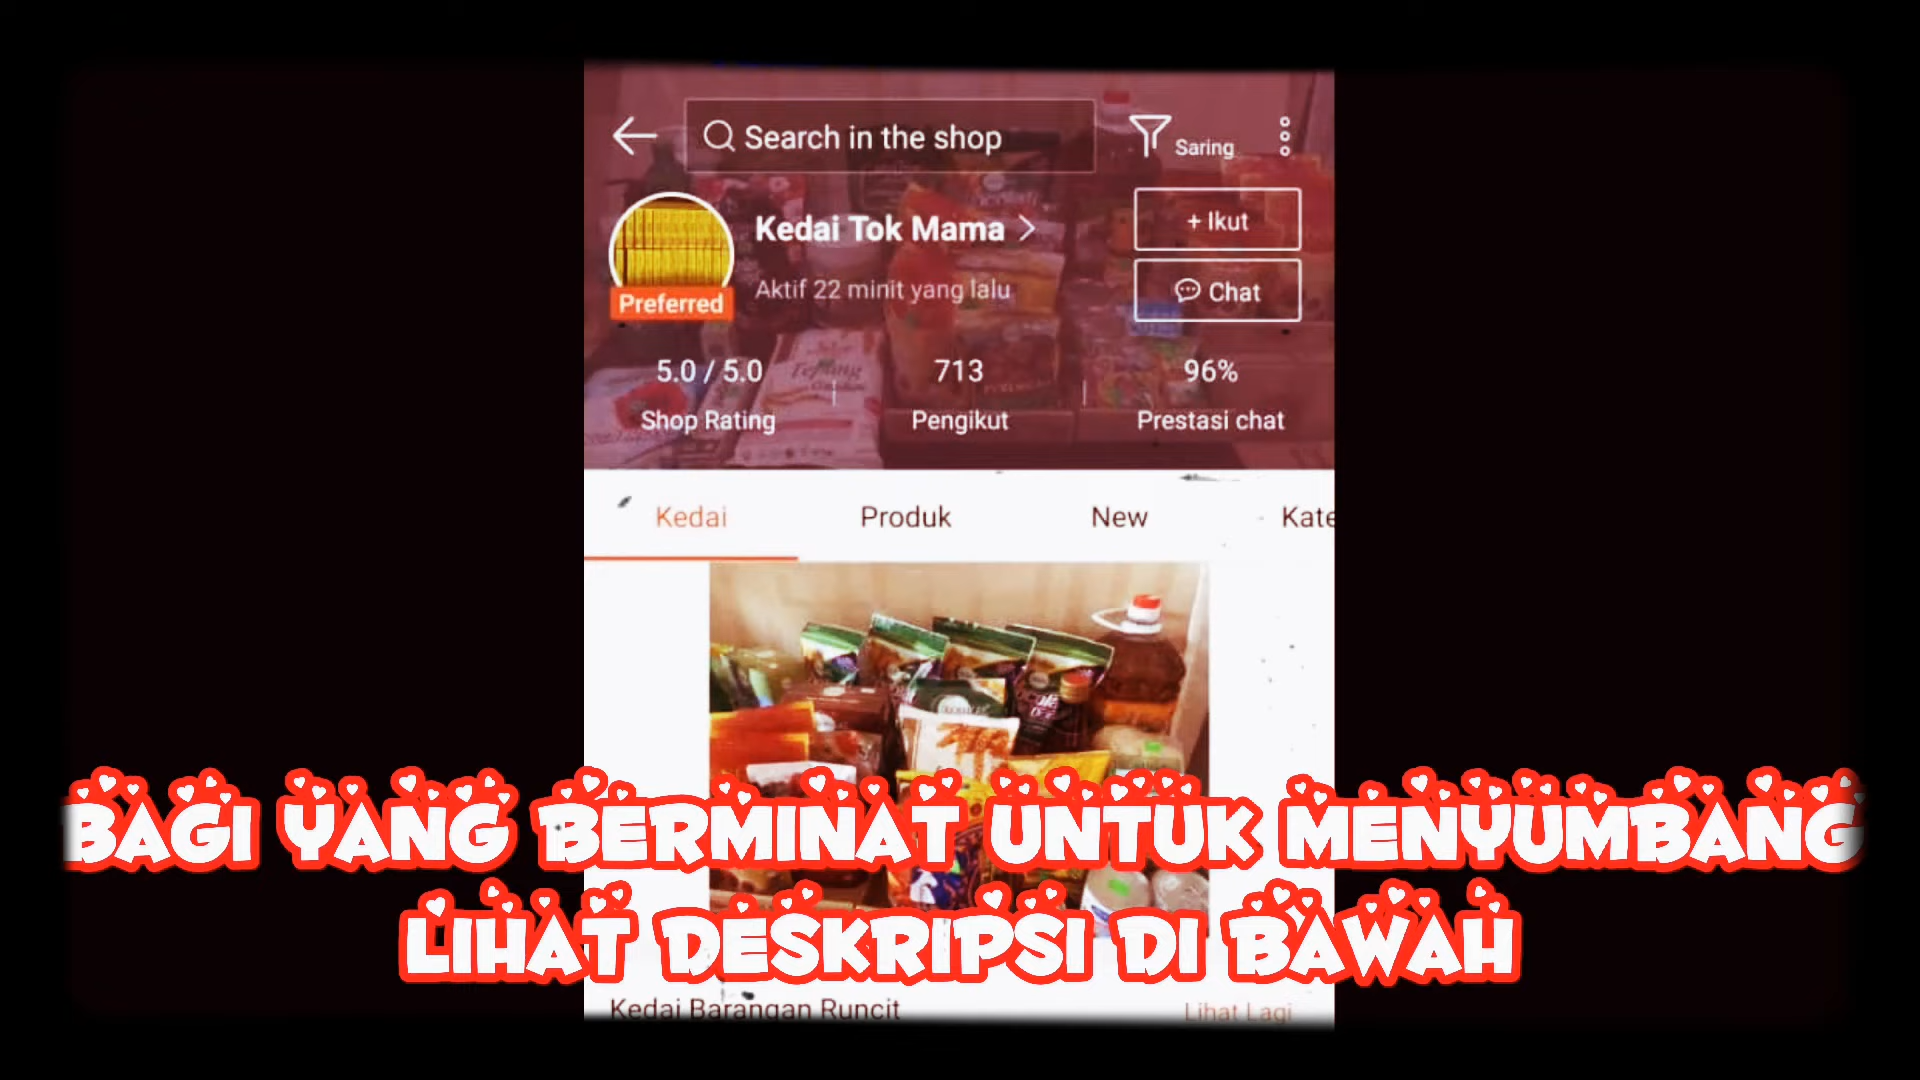 Search in the shop
Saring
Kedai Tok Mama
+ Ikut
Aktif 22 minit yang lalu
Chat
Preferred
5.0 / 5.0
713
96%
Shop Rating
Pengikut
Prestasi chat
Kedai
Produk
New
Kate
BAGI YANG BERMINAT UNTUK MENYUMBANG
LIHAT DESKRIPSI DI BAWAH
Kedai Barangan Runcit
Lihat Lagi